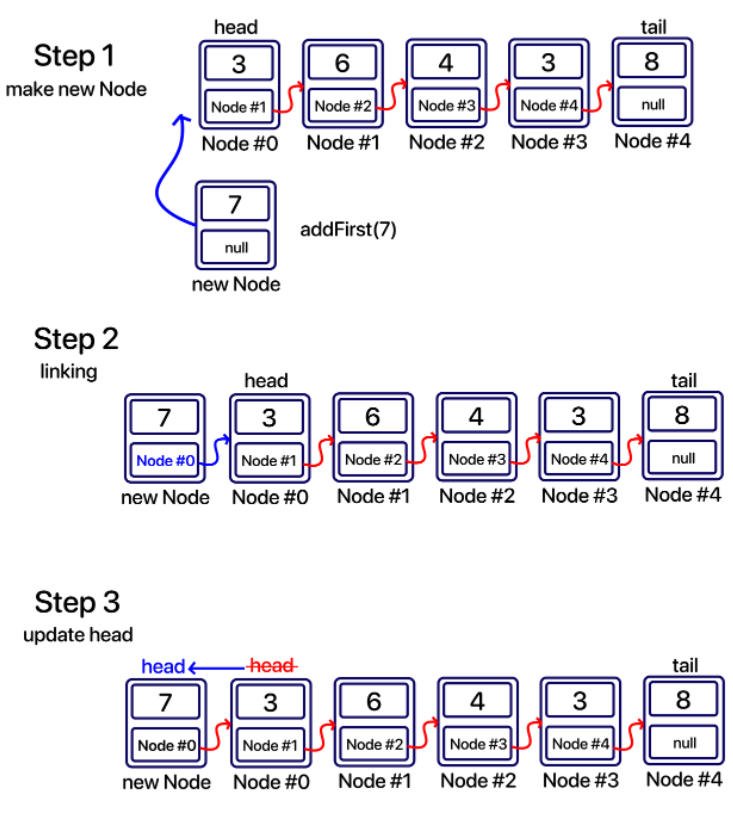 Step 1
make new Node
head tail
3 6 4 3 8
Node #1 Node #2 Node #3 Node #4 null
Node #0 Node #1 Node #2 Node #3 Node #4
7
null
new Node
addFirst(7)
Step 2
linking
head tail
7 3 6 4 3 8
Node #0 Node #1 Node #2 Node #3 Node #4 null
new Node Node #0 Node #1 Node #2 Node #3 Node #4
Step 3
update head
head head tail
7 3 6 4 3 8
Node #0 Node #1 Node #2 Node #3 Node #4 null
new Node Node #0 Node #1 Node #2 Node #3 Node #4